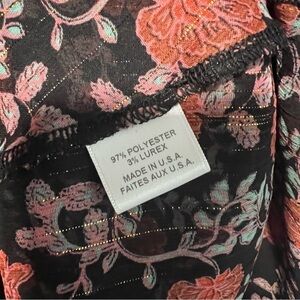 97% POLYESTER
3% LUREX
MADE IN U.S.A.
FAITES AUX U.S.A.